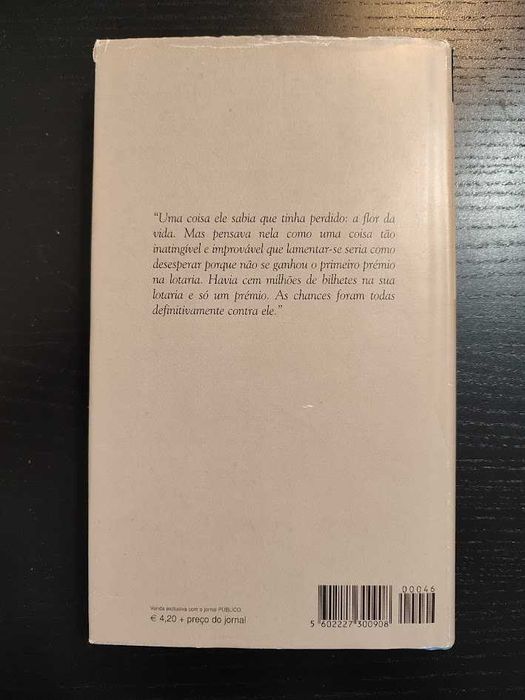 "Uma coisa ele sabia que tinha perdido: a flor da
vida. Mas pensava nela como uma coisa tão
inatingível e improvável que lamentar-se seria como
desesperar porque não se ganhou o primeiro prémio
na lotaria. Havia cem milhões de bilhetes na sua
lotaria e só um prémio. As chances foram todas
definitivamente contra ele."
00046
Venda exclusiva com o jornal PÚBLICO.
€ 4,20 + preço do jornal
5 602227 300908